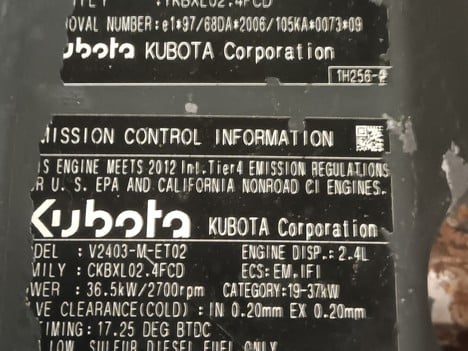 CKBXL02.4FCD
OVAL NUMBER:e1*97/68DA*2006/105KA*0073*09
Kubota KUBOTA Corporation
1H256-
MISSION CONTROL INFORMATION
IS ENGINE MEETS 2012 Int.Tier4 EMISSION REGULATIONS
R U. S. EPA AND CALIFORNIA NONROAD CI ENGINES.
Kubota KUBOTA Corporation
DEL : V2403-M-ET02 ENGINE DISP.: 2.4L
MILY : CKBXL02.4FCD ECS:EM,IFI
WER : 36.5kW/2700rpm CATEGORY:19-37kW
VE CLEARANCE(COLD) : IN 0.20mm EX 0.20mm
TIMING: 17.25 DEG BTDC
LOW SULFUR DIESEL FUEL ONLY